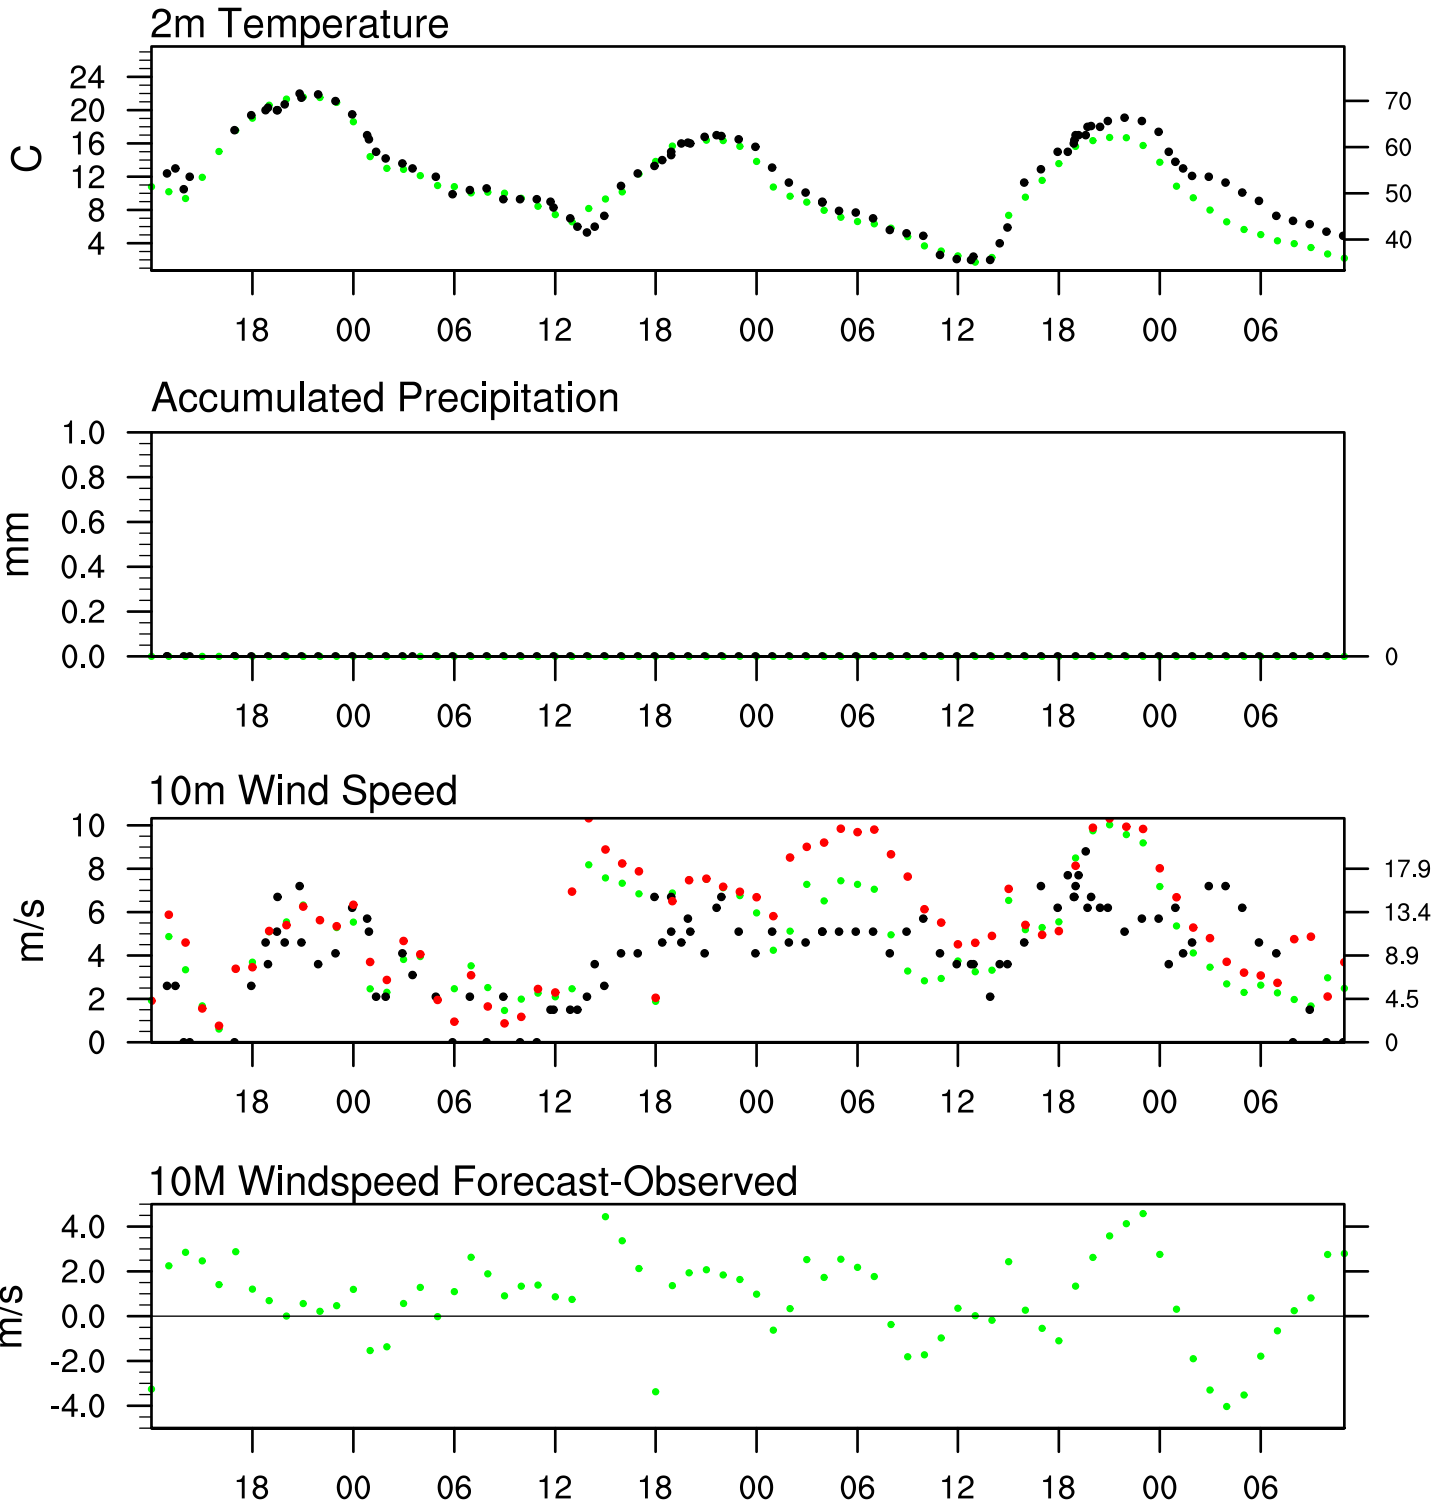 2m Temperature
24
20
16
12
8
4
C
70
60
50
40
18 00 06 12 18 00 06 12 18 00 06
Accumulated Precipitation
1.0
0.8
0.6
0.4
0.2
0.0
mm
0
18 00 06 12 18 00 06 12 18 00 06
10m Wind Speed
10
8
6
4
2
0
m/s
17.9
13.4
8.9
4.5
0
18 00 06 12 18 00 06 12 18 00 06
10M Windspeed Forecast-Observed
4.0
2.0
0.0
-2.0
-4.0
m/s
18 00 06 12 18 00 06 12 18 00 06